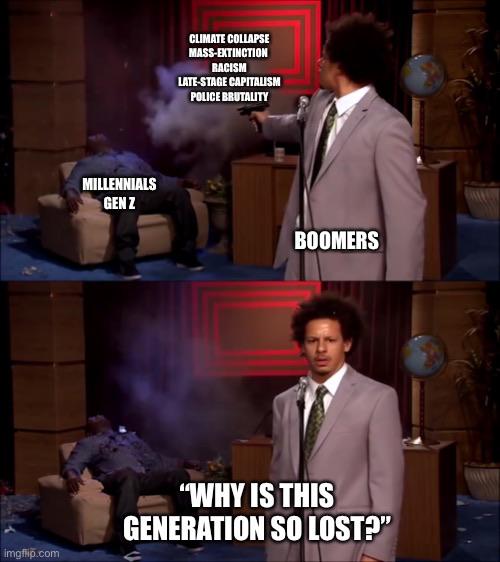 CLIMATE COLLAPSE
MASS-EXTINCTION
RACISM
LATE-STAGE CAPITALISM
POLICE BRUTALITY
MILLENNIALS
GEN Z
BOOMERS
“WHY IS THIS
GENERATION SO LOST?”
imgflip.com